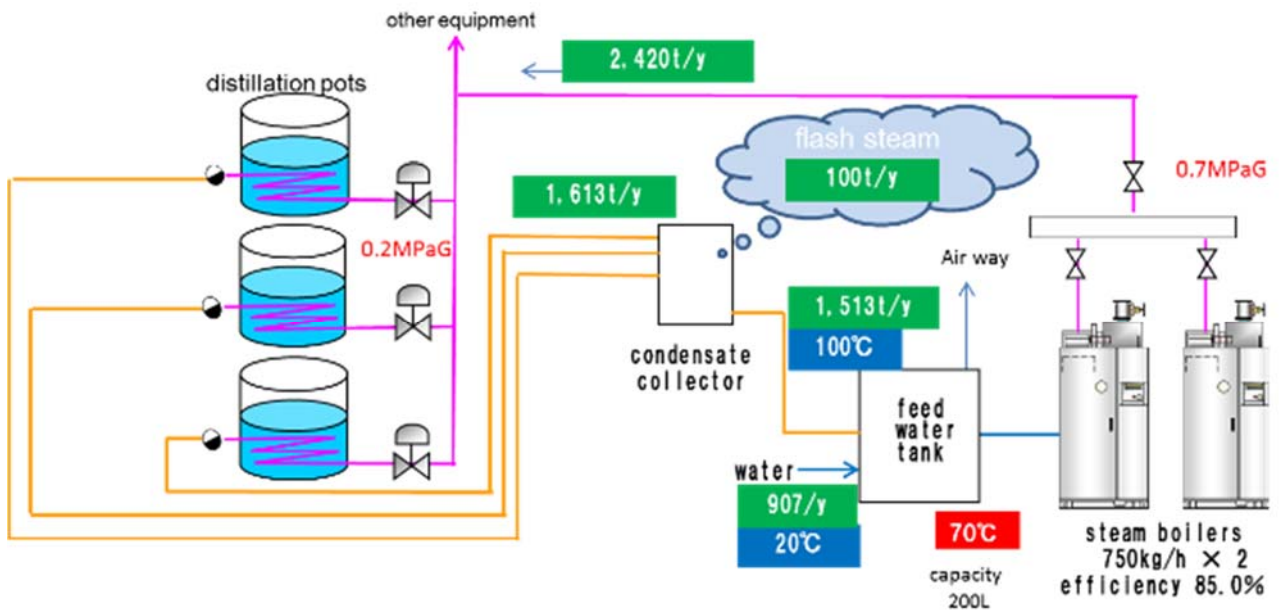 other equipment
2,420t/y
distillation pots
flash steam
100t/y
0.7MPaG
1,613t/y
0.2MPaG
Air way
1,513t/y
100℃
condensate
collector
feed
water
tank
water
907/y
20℃
70℃
capacity
200L
steam boilers
750kg/h × 2
efficiency 85.0%